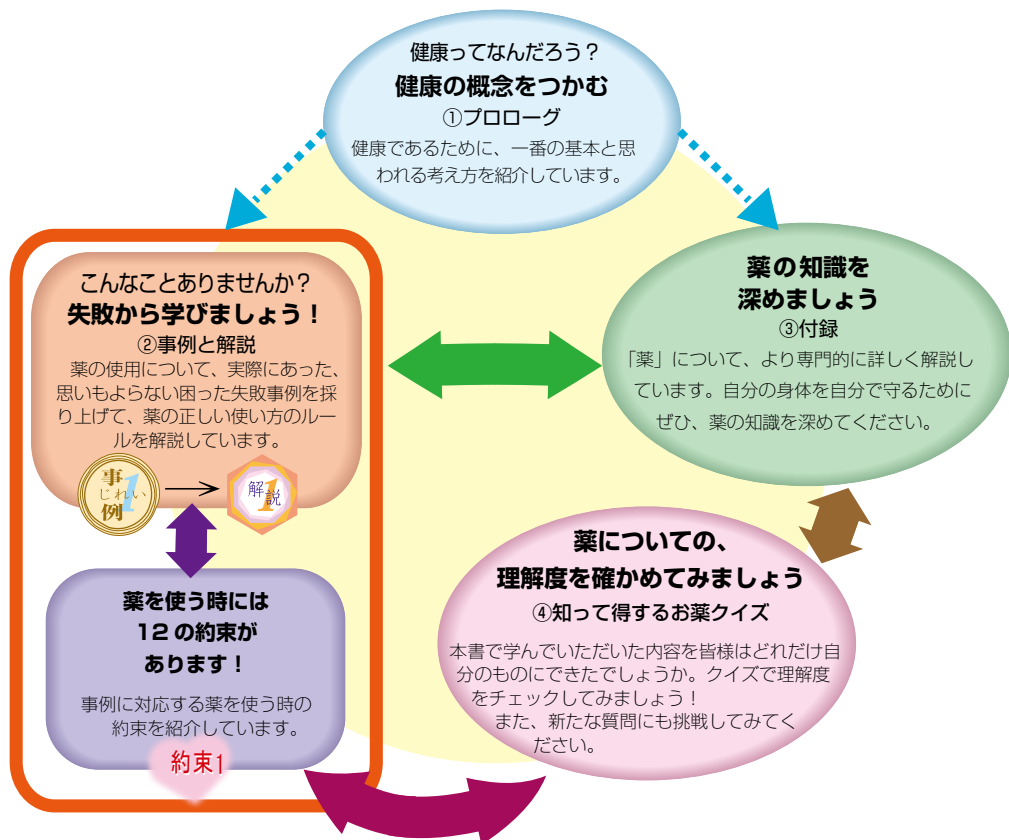 健康ってなんだろう？
健康の概念をつかむ
①プロローグ
健康であるために、一番の基本と思
われる考え方を紹介しています。
こんなことありませんか？
失敗から学びましょう！
②事例と解説
薬の使用について、実際にあった、
思いもよらない困った失敗事例を採
り上げて、薬の正しい使い方のルー
ルを解説しています。
事例
じれい
1
解説
1
薬を使う時には
12の約束が
あります！
事例に対応する薬を使う時の
約束を紹介しています。
約束1
薬の知識を
深めましょう
③付録
「薬」について、より専門的に詳しく解説し
ています。自分の身体を自分で守るために
ぜひ、薬の知識を深めてください。
薬についての、
理解度を確かめてみましょう
④知って得するお薬クイズ
本書で学んでいただいた内容を皆様はどれだけ自
分のものにできたでしょうか。クイズで理解度
をチェックしてみましょう！
また、新たな質問にも挑戦してみてく
ださい。